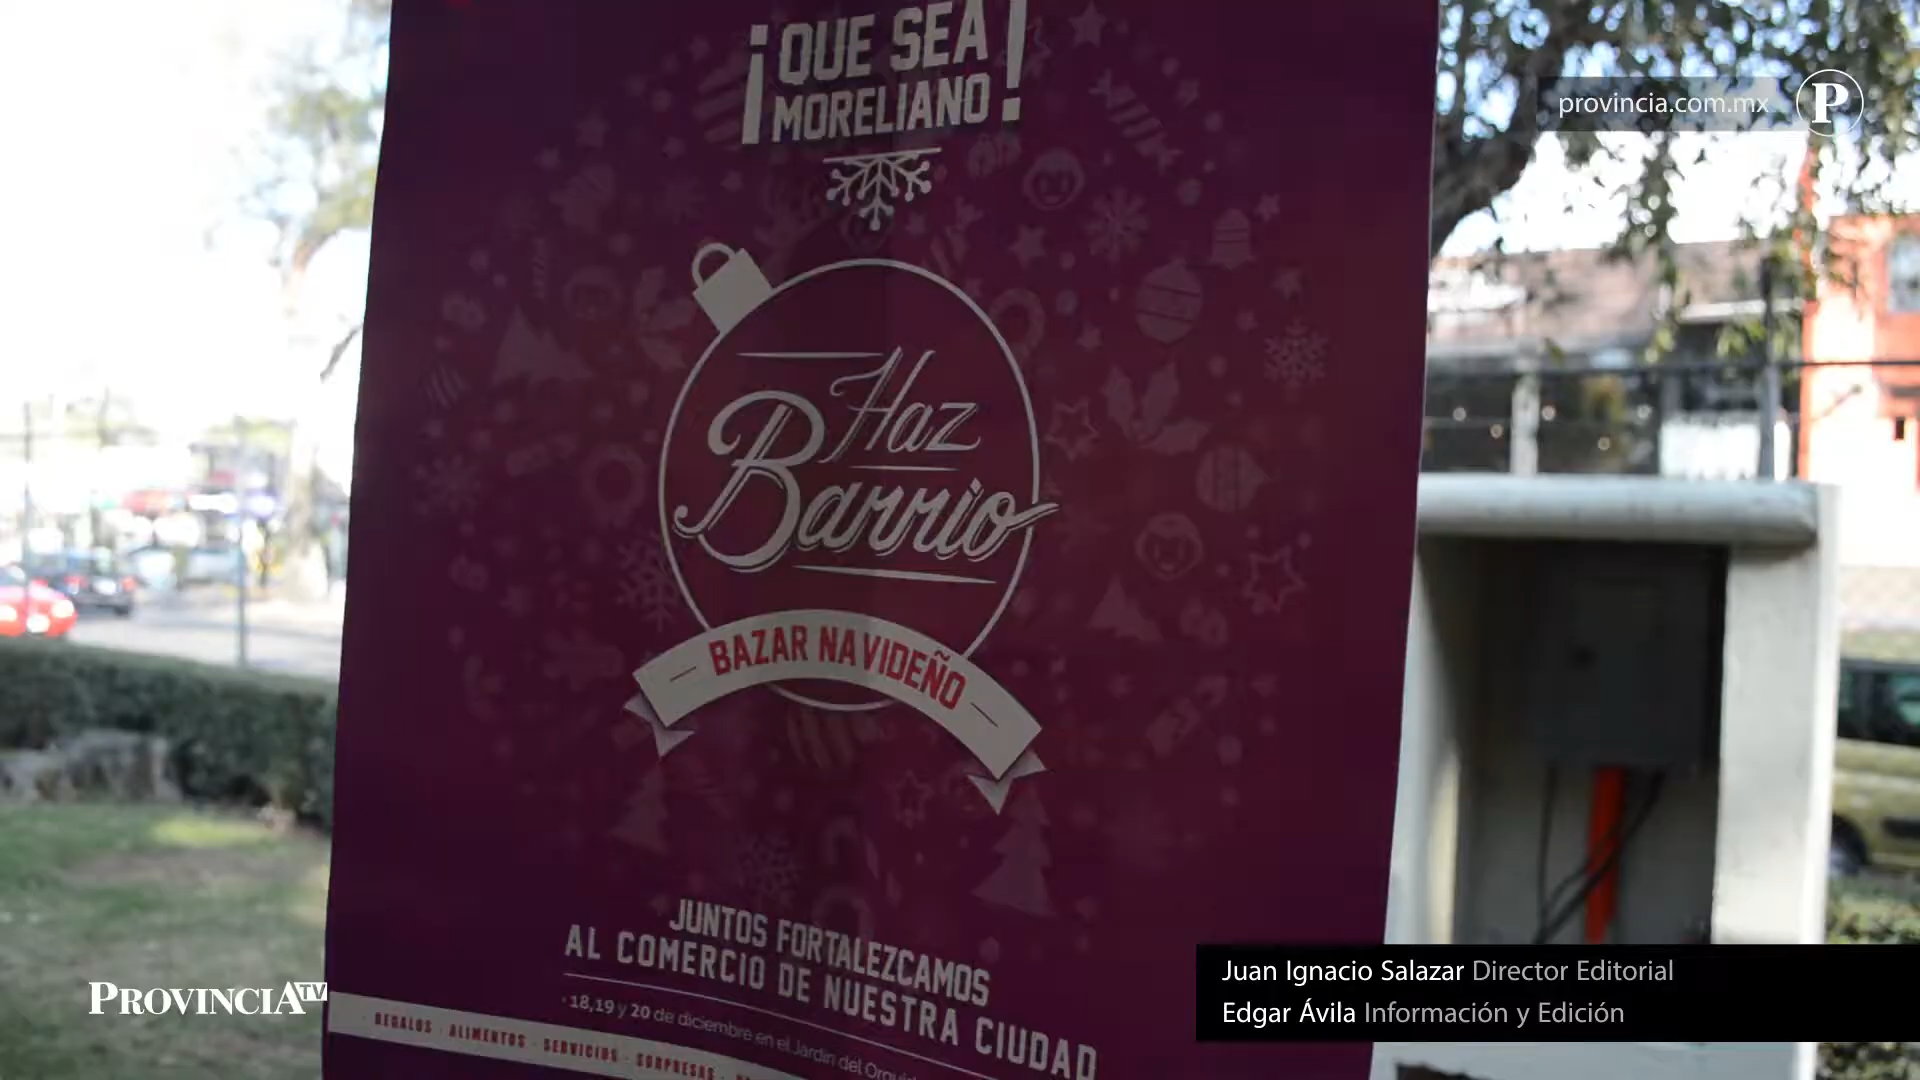 ¡QUE SEA
MORELIANO!
provincia.com.mx
P
Haz
Barrio
BAZAR NAVIDEÑO
JUNTOS FORTALEZCAMOS
AL COMERCIO DE NUESTRA CIUDAD
18,19 y 20 de diciembre en el Jardín del
REGALOS · ALIMENTOS · SERVICIOS · SORPRESAS ·
PROVINCIA TV
Juan Ignacio Salazar Director Editorial
Edgar Ávila Información y Edición